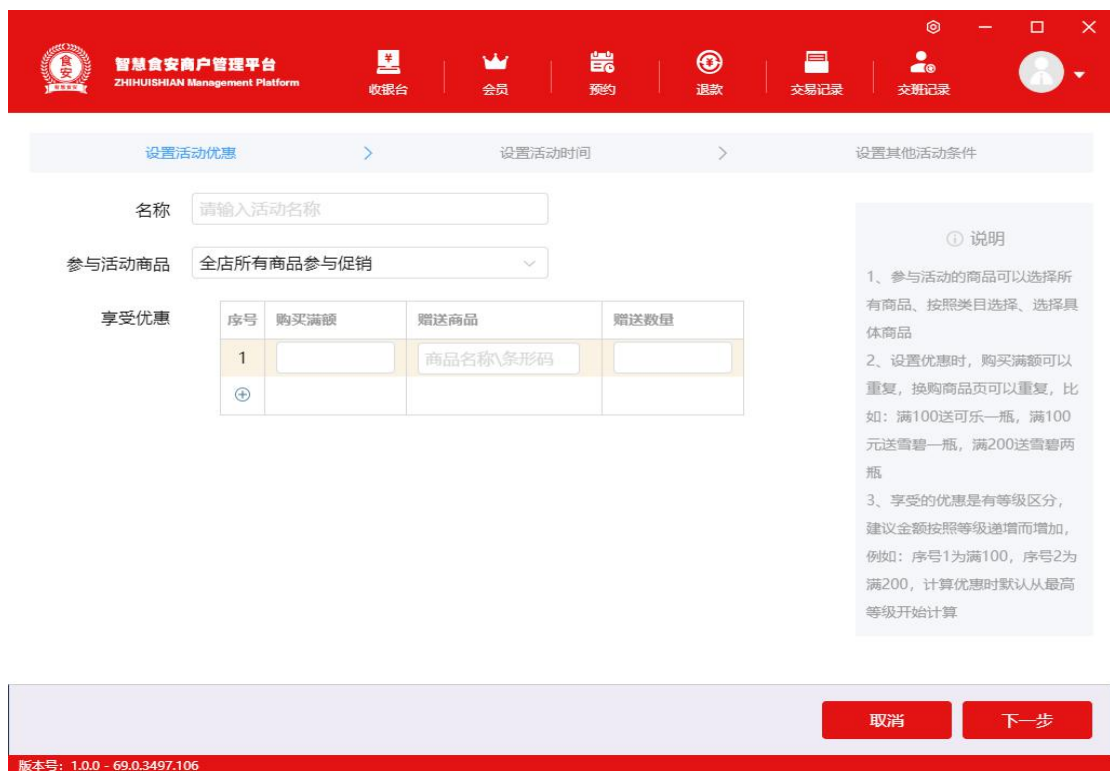 食安
智慧食安商户管理平台
ZHIHUISHIAN Management Platform
收银台
会员
预约
退款
交易记录
交班记录
设置活动优惠
设置活动时间
设置其他活动条件
名称
请输入活动名称
参与活动商品
全店所有商品参与促销
享受优惠
序号 购买满额 赠送商品 赠送数量
1 商品名称\条形码
说明
1、参与活动的商品可以选择所
有商品、按照类目选择、选择具
体商品
2、设置优惠时，购买满额可以
重复，换购商品页可以重复，比
如：满100送可乐一瓶，满100
元送雪碧一瓶，满200送雪碧两
瓶
3、享受的优惠是有等级区分，
建议金额按照等级递增而增加，
例如：序号1为满100，序号2为
满200，计算优惠时默认从最高
等级开始计算
取消
下一步
版本号：1.0.0 - 69.0.3497.106